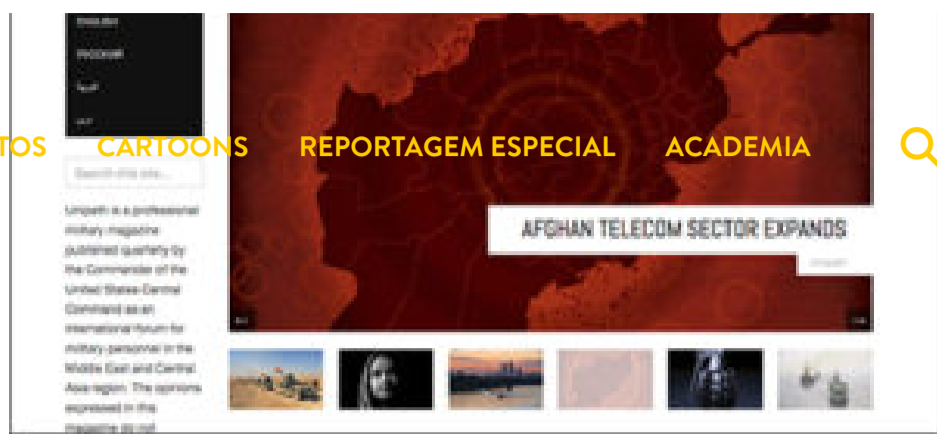 ENGLISH
РУССКИЙ
TOS CARTOONS REPORTAGEM ESPECIAL ACADEMIA
Search this site...
Unipath is a professional
military magazine
published quarterly by
the Commander of the
United States Central
Command as an
international forum for
military personnel in the
Middle East and Central
Asia region. The opinions
expressed in this
magazine do not
AFGHAN TELECOM SECTOR EXPANDS